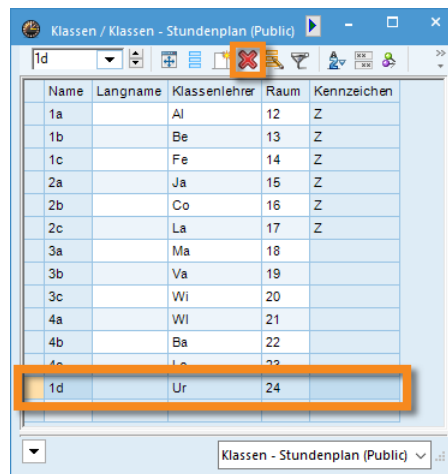 Klassen / Klassen - Stundenplan (Public)
1d
Name Langname Klassenlehrer Raum Kennzeichen
1a Al 12 Z
1b Be 13 Z
1c Fe 14 Z
2a Ja 15 Z
2b Co 16 Z
2c La 17 Z
3a Ma 18
3b Va 19
3c Wi 20
4a WI 21
4b Ba 22
23
1d Ur 24
Klassen - Stundenplan (Public)